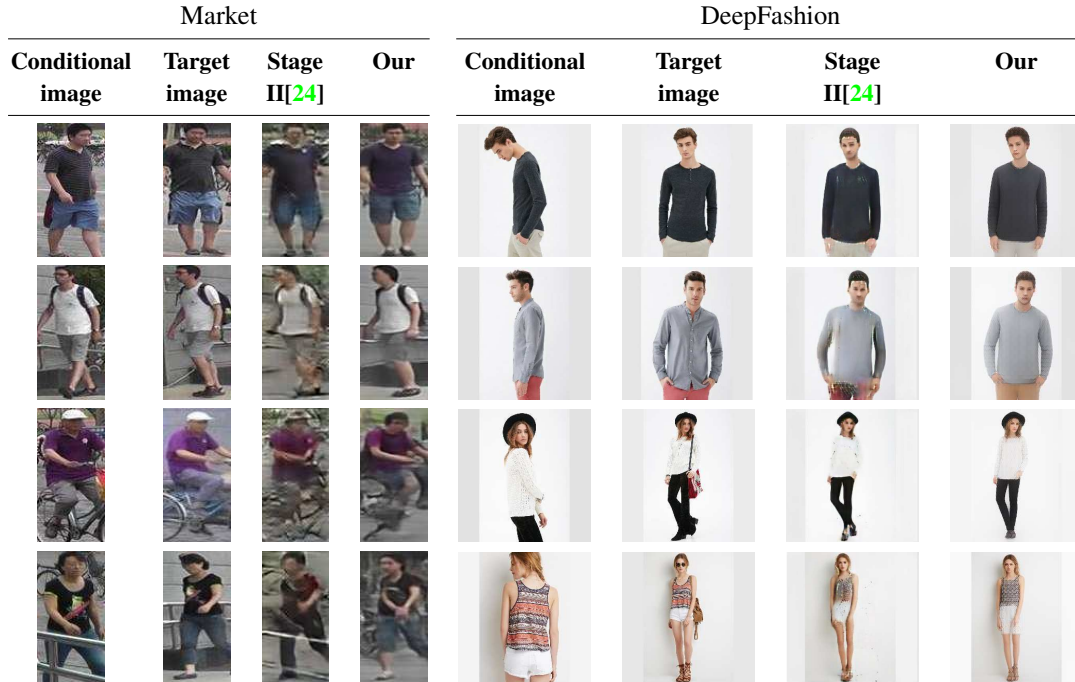 Market
DeepFashion
Conditional image
Target image
Stage II[24]
Our
Conditional image
Target image
Stage II[24]
Our